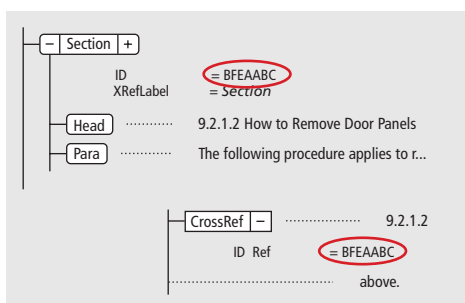 − Section +
ID = BFEAABC
XRefLabel = Section
Head ············ 9.2.1.2 How to Remove Door Panels
Para ············ The following procedure applies to r...
CrossRef − ··················· 9.2.1.2
ID Ref = BFEAABC
····································· above.